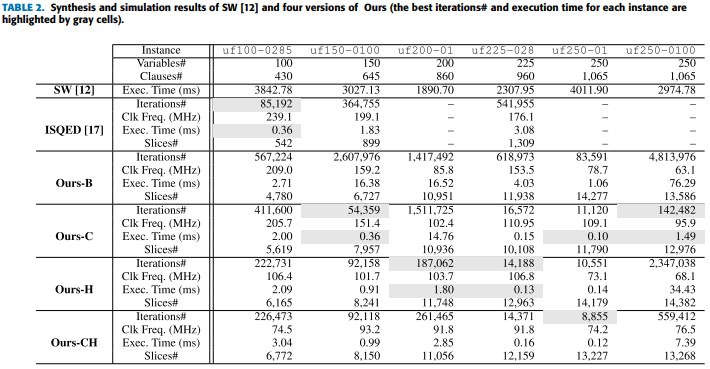 TABLE 2. Synthesis and simulation results of SW [12] and four versions of Ours (the best iterations# and execution time for each instance are
highlighted by gray cells).
Instance uf100-0285 uf150-0100 uf200-01 uf225-028 uf250-01 uf250-0100
Variables# 100 150 200 225 250 250
Clauses# 430 645 860 960 1,065 1,065
SW [12] Exec. Time (ms) 3842.78 3027.13 1890.70 2307.95 4011.90 2974.78
Iterations# 85,192 364,755 – 541,955 – –
Clk Freq. (MHz) 239.1 199.1 – 176.1 – –
ISQED [17] Exec. Time (ms) 0.36 1.83 – 3.08 – –
Slices# 542 899 – 1,309 – –
Iterations# 567,224 2,607,976 1,417,492 618,973 83,591 4,813,976
Clk Freq. (MHz) 209.0 159.2 85.8 153.5 78.7 63.1
Ours-B Exec. Time (ms) 2.71 16.38 16.52 4.03 1.06 76.29
Slices# 4,780 6,727 10,951 11,938 14,277 13,586
Iterations# 411,600 54,359 1,511,725 16,572 11,120 142,482
Clk Freq. (MHz) 205.7 151.4 102.4 110.95 109.1 95.9
Ours-C Exec. Time (ms) 2.00 0.36 14.76 0.15 0.10 1.49
Slices# 5,619 7,957 10,936 10,108 11,790 12,976
Iterations# 222,731 92,158 187,062 14,188 10,551 2,347,038
Clk Freq. (MHz) 106.4 101.7 103.7 106.8 73.1 68.1
Ours-H Exec. Time (ms) 2.09 0.91 1.80 0.13 0.14 34.43
Slices# 6,165 8,241 11,748 12,963 14,179 14,382
Iterations# 226,473 92,118 261,465 14,371 8,855 559,412
Clk Freq. (MHz) 74.5 93.2 91.8 91.8 74.2 76.5
Ours-CH Exec. Time (ms) 3.04 0.99 2.85 0.16 0.12 7.39
Slices# 6,772 8,150 11,056 12,159 13,227 13,268